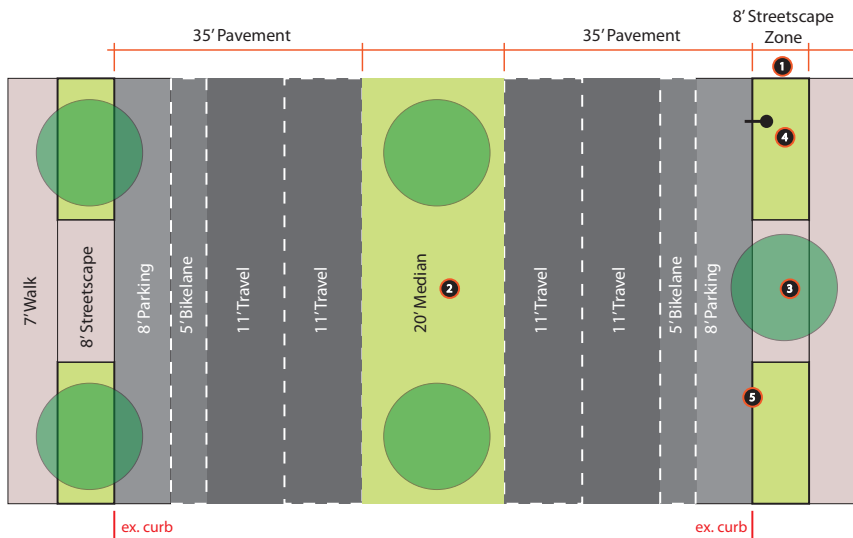 35' Pavement
35' Pavement
8' Streetscape
Zone
1
4
7' Walk
8' Streetscape
8' Parking
5' Bikelane
11' Travel
11' Travel
20' Median
2
11' Travel
11' Travel
5' Bikelane
8' Parking
3
5
ex. curb
ex. curb